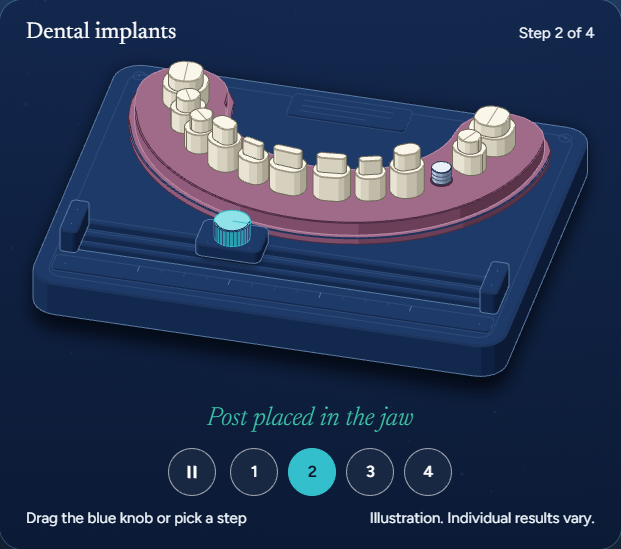 Dental implants
Step 2 of 4
Post placed in the jaw
1
2
3
4
Drag the blue knob or pick a step
Illustration. Individual results vary.